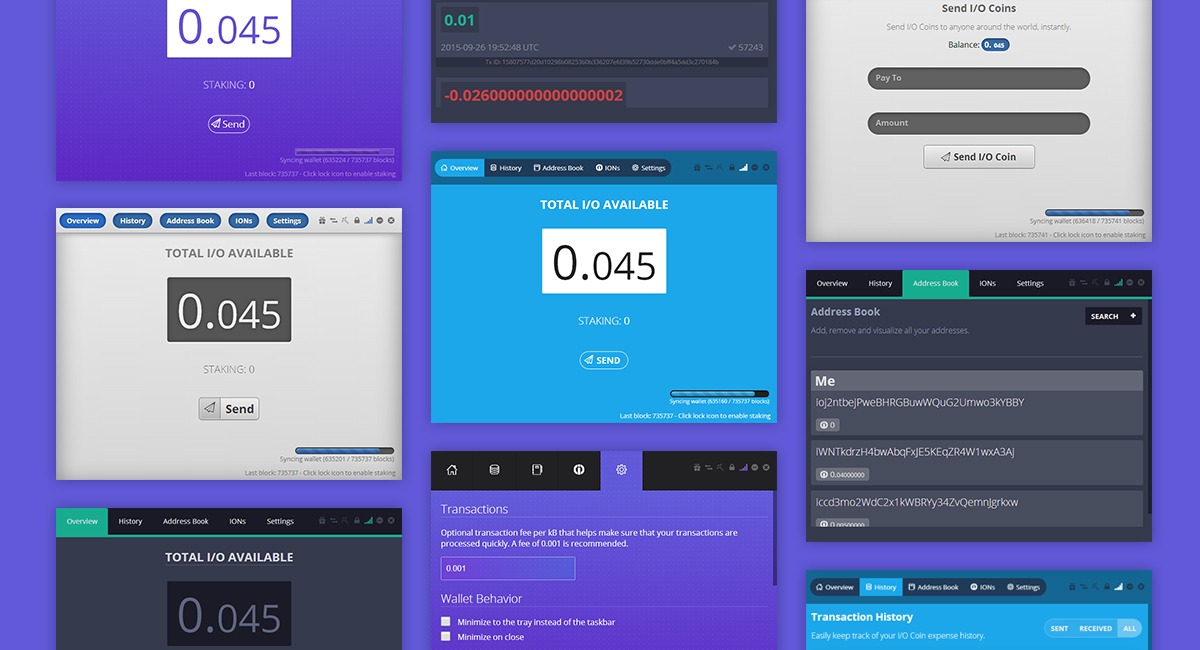 0.045
STAKING: 0
Send
Syncing wallet (635224 / 735737 blocks)
Last block: 735737 - Click lock icon to enable staking
Overview History Address Book IONs Settings
TOTAL I/O AVAILABLE
0.045
STAKING: 0
Send
Syncing wallet (635201 / 735737 blocks)
Last block: 735737 - Click lock icon to enable staking
Overview History Address Book IONs Settings
TOTAL I/O AVAILABLE
0.045
0.01
2015-09-26 19:52:48 UTC 57243
-0.026000000000000002
Overview History Address Book IONs Settings
TOTAL I/O AVAILABLE
0.045
STAKING: 0
SEND
Syncing wallet (635160 / 735737 blocks)
Last block: 735737 - Click lock icon to enable staking
Transactions
Optional transaction fee per kB that helps make sure that your transactions are
processed quickly. A fee of 0.001 is recommended.
0.001
Wallet Behavior
Minimize to the tray instead of the taskbar
Minimize on close
Send I/O Coins
Send I/O Coins to anyone around the world, instantly.
Balance: 0.045
Pay To
Amount
Send I/O Coin
Syncing wallet (636418 / 735741 blocks)
Last block: 735741 - Click lock icon to enable staking
Overview History Address Book IONs Settings
Address Book
Add, remove and visualize all your addresses.
SEARCH +
Me
0
0.04000000
0.00500000
Overview History Address Book IONs Settings
Transaction History
Easily keep track of your I/O Coin expense history.
SENT RECEIVED ALL